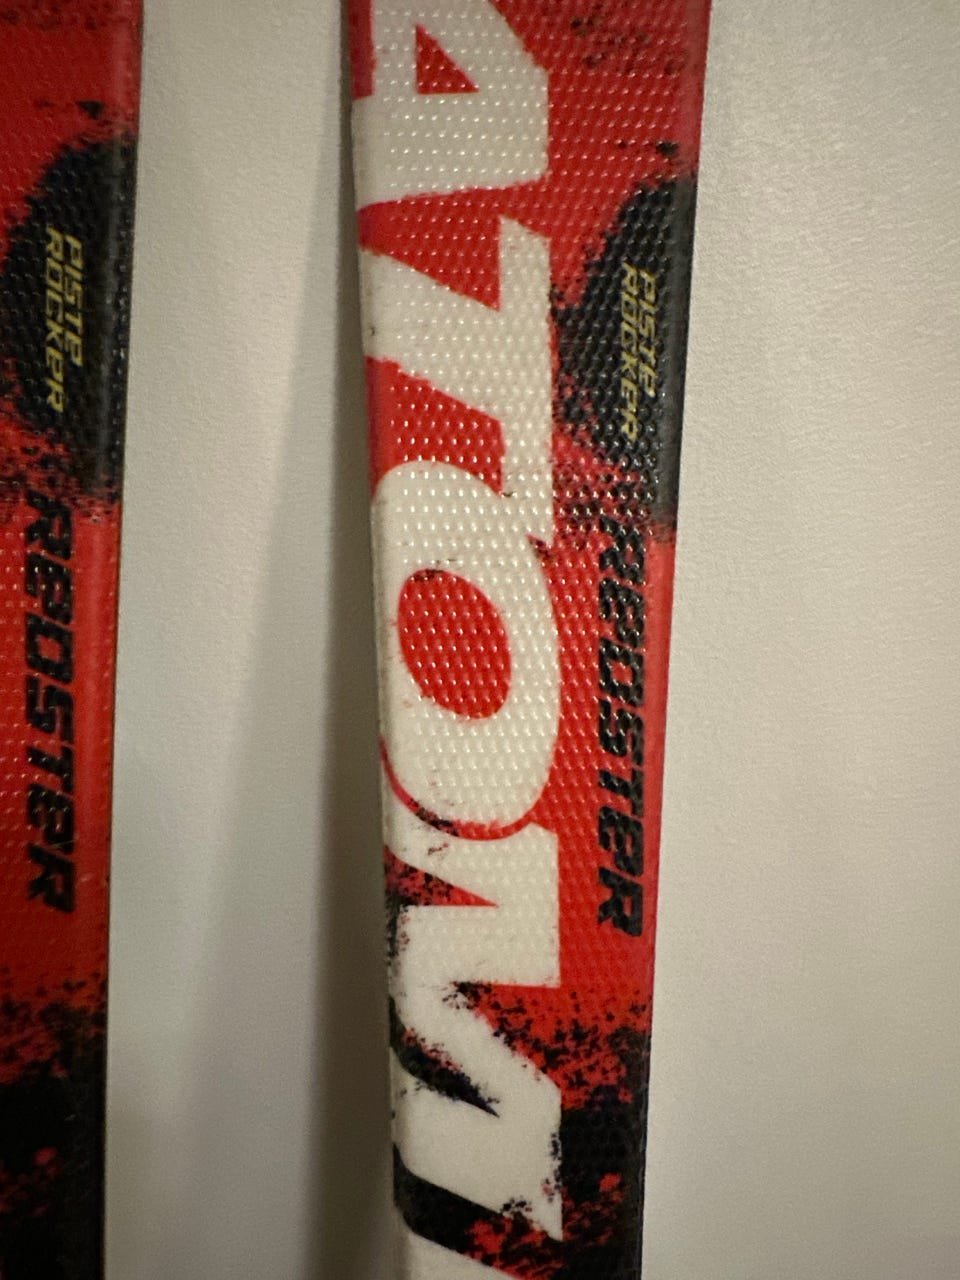 PISTE
ROCKER
REDSTER
ATOM
PISTE
ROCKER
REDSTER